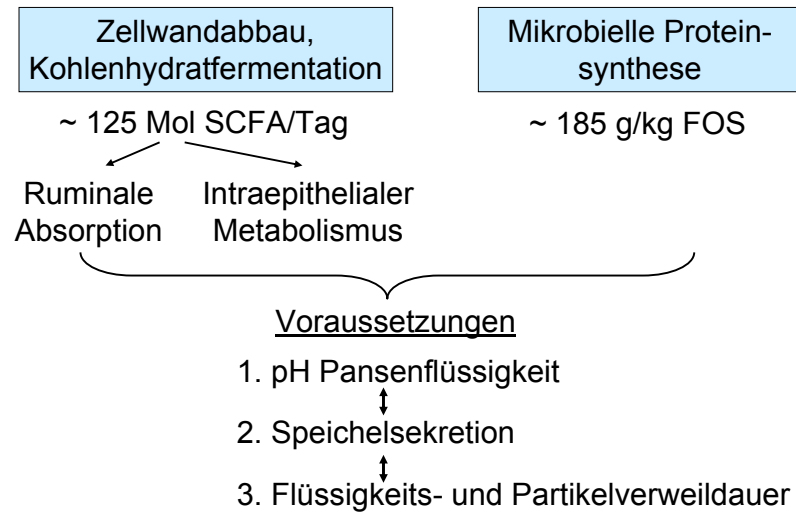 Zellwandabbau,
Kohlenhydratfermentation
~ 125 Mol SCFA/Tag
Ruminale
Absorption
Intraepithelialer
Metabolismus
Mikrobielle Protein-
synthese
~ 185 g/kg FOS
Voraussetzungen
1. pH Pansenflüssigkeit
2. Speichelsekretion
3. Flüssigkeits- und Partikelverweildauer